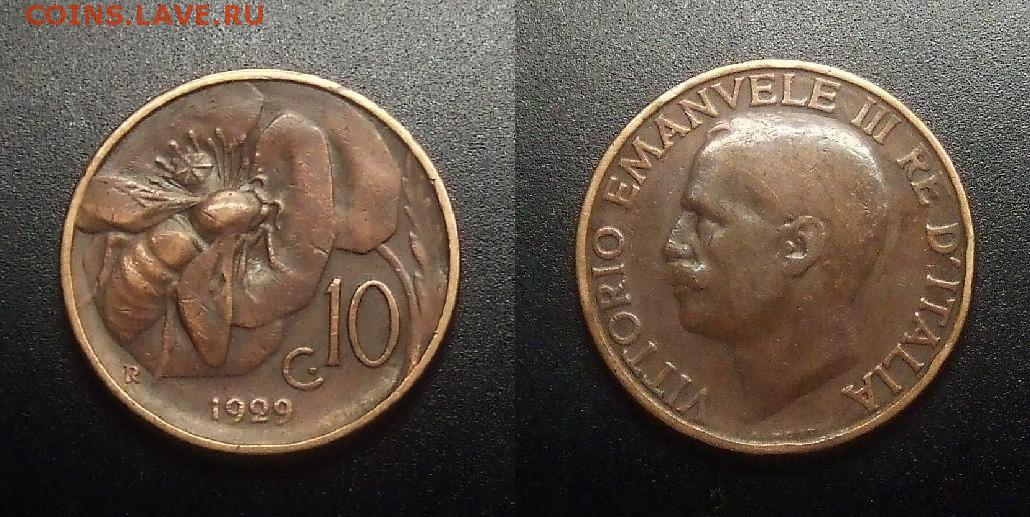 COINS.LAVE.RU
R
C.10
1929
VITTORIO EMANVELE III RE D'ITALIA